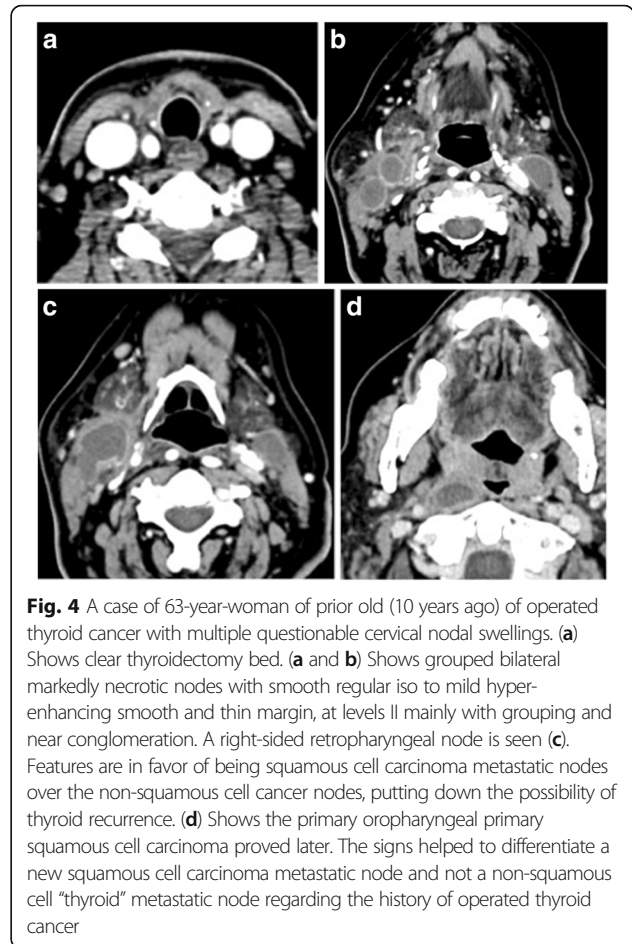 a
b
c
d
Fig. 4 A case of 63-year-woman of prior old (10 years ago) of operated
thyroid cancer with multiple questionable cervical nodal swellings. (a)
Shows clear thyroidectomy bed. (a and b) Shows grouped bilateral
markedly necrotic nodes with smooth regular iso to mild hyper-
enhancing smooth and thin margin, at levels II mainly with grouping and
near conglomeration. A right-sided retropharyngeal node is seen (c).
Features are in favor of being squamous cell carcinoma metastatic nodes
over the non-squamous cell cancer nodes, putting down the possibility of
thyroid recurrence. (d) Shows the primary oropharyngeal primary
squamous cell carcinoma proved later. The signs helped to differentiate a
new squamous cell carcinoma metastatic node and not a non-squamous
cell “thyroid” metastatic node regarding the history of operated thyroid
cancer